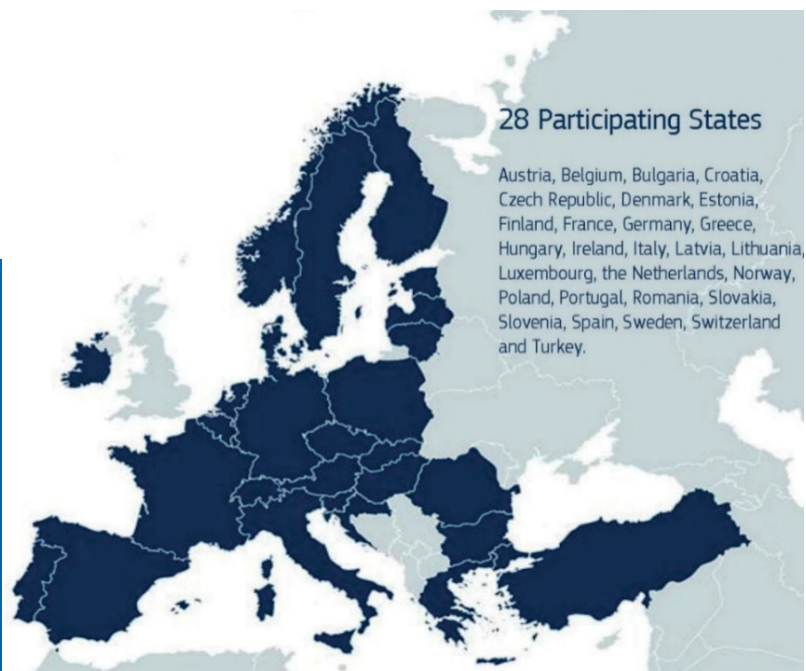 28 Participating States
Austria, Belgium, Bulgaria, Croatia,
Czech Republic, Denmark, Estonia,
Finland, France, Germany, Greece,
Hungary, Ireland, Italy, Latvia, Lithuania,
Luxembourg, the Netherlands, Norway,
Poland, Portugal, Romania, Slovakia,
Slovenia, Spain, Sweden, Switzerland
and Turkey.